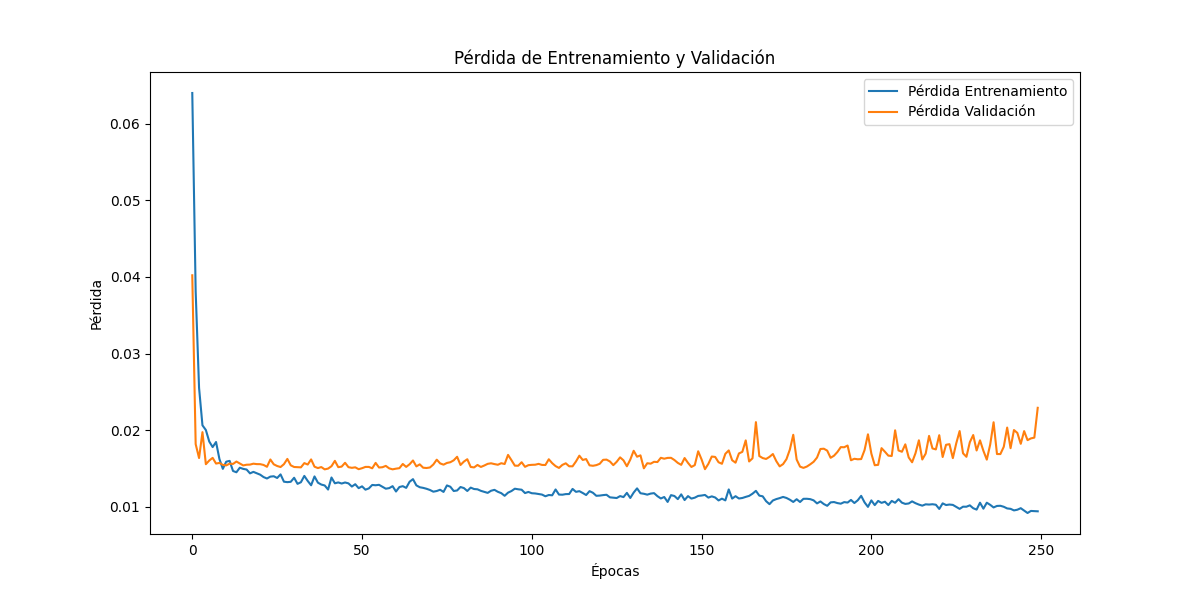 Pérdida de Entrenamiento y Validación
Pérdida Entrenamiento
Pérdida Validación
0.06
0.05
0.04
0.03
0.02
0.01
Pérdida
0
50
100
150
200
250
Épocas